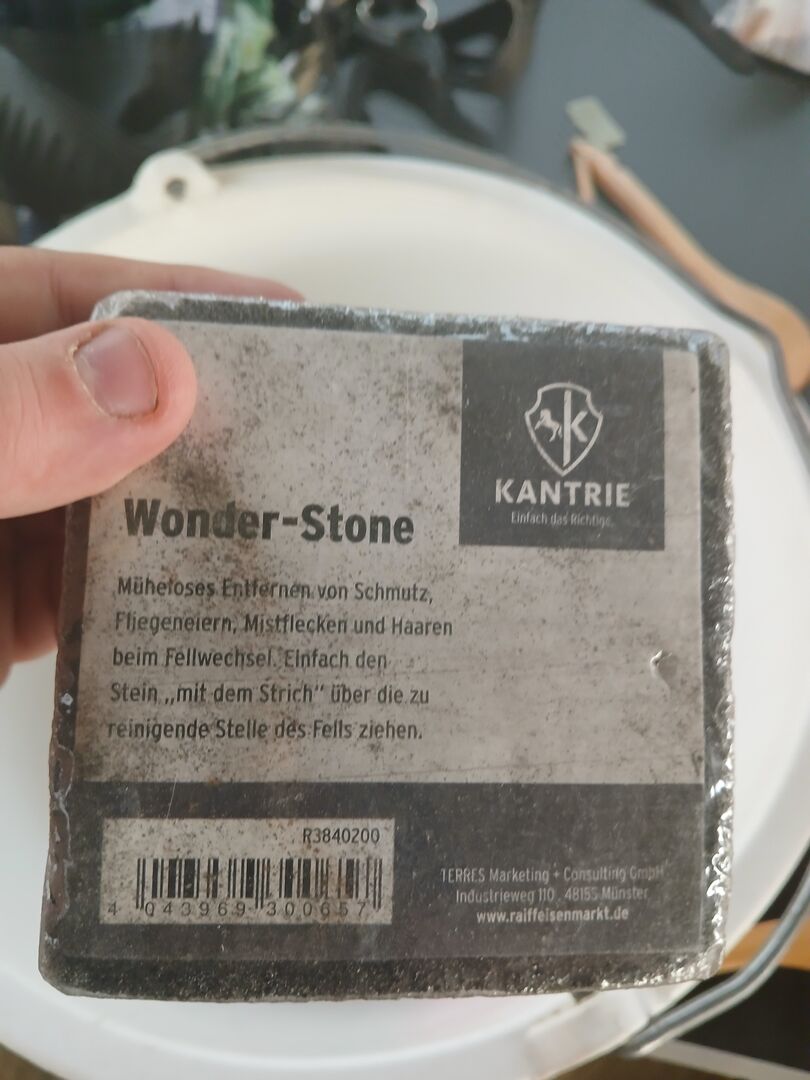 k
KANTRIE
Einfach das Richtige.
Wonder-Stone
Müheloses Entfernen von Schmutz,
Fliegeneiern, Mistflecken und Haaren
beim Fellwechsel. Einfach den
Stein „mit dem Strich“ über die zu
reinigende Stelle des Fells ziehen.
R3840200
4 043969 300657
TERRES Marketing + Consulting GmbH
Industrieweg 110 . 48155 Münster
www.raiffeisenmarkt.de